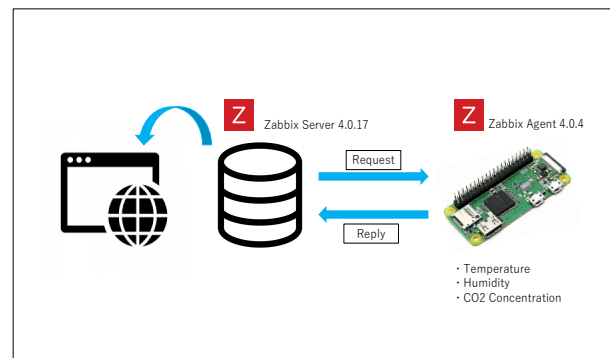 Z
Zabbix Server 4.0.17
Z
Zabbix Agent 4.0.4
Request
Reply
・Temperature
・Humidity
・CO2 Concentration